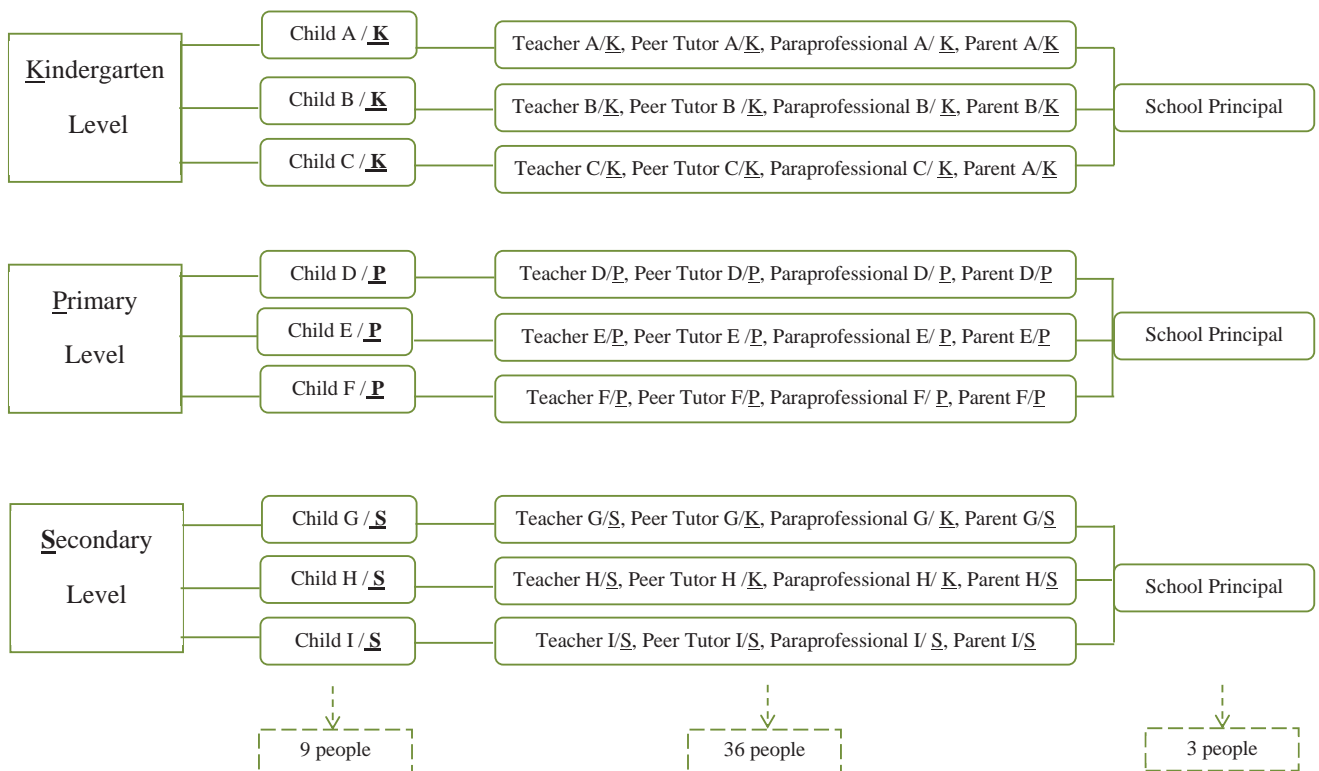 Kindergarten
Level
Child A / K
Teacher A/K, Peer Tutor A/K, Paraprofessional A/ K, Parent A/K
Child B / K
Teacher B/K, Peer Tutor B /K, Paraprofessional B/ K, Parent B/K
School Principal
Child C / K
Teacher C/K, Peer Tutor C/K, Paraprofessional C/ K, Parent A/K
Primary
Level
Child D / P
Teacher D/P, Peer Tutor D/P, Paraprofessional D/ P, Parent D/P
Child E / P
Teacher E/P, Peer Tutor E /P, Paraprofessional E/ P, Parent E/P
School Principal
Child F / P
Teacher F/P, Peer Tutor F/P, Paraprofessional F/ P, Parent F/P
Secondary
Level
Child G / S
Teacher G/S, Peer Tutor G/K, Paraprofessional G/ K, Parent G/S
Child H / S
Teacher H/S, Peer Tutor H /K, Paraprofessional H/ K, Parent H/S
School Principal
Child I / S
Teacher I/S, Peer Tutor I/S, Paraprofessional I/ S, Parent I/S
9 people
36 people
3 people